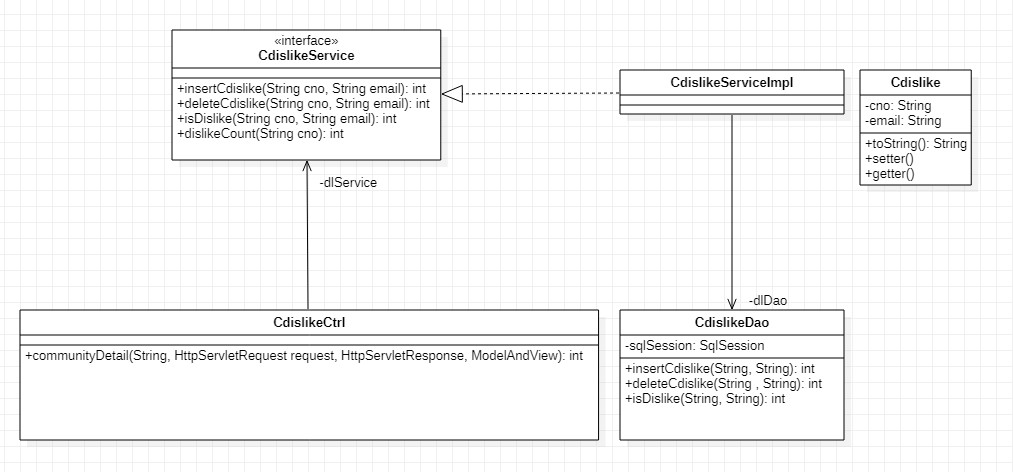 «interface»
CdislikeService
+insertCdislike(String cno, String email): int
+deleteCdislike(String cno, String email): int
+isDislike(String cno, String email): int
+dislikeCount(String cno): int
CdislikeServiceImpl
Cdislike
-cno: String
-email: String
+toString(): String
+setter()
+getter()
-dlService
-dlDao
CdislikeCtrl
+communityDetail(String, HttpServletRequest request, HttpServletResponse, ModelAndView): int
CdislikeDao
-sqlSession: SqlSession
+insertCdislike(String, String): int
+deleteCdislike(String , String): int
+isDislike(String, String): int